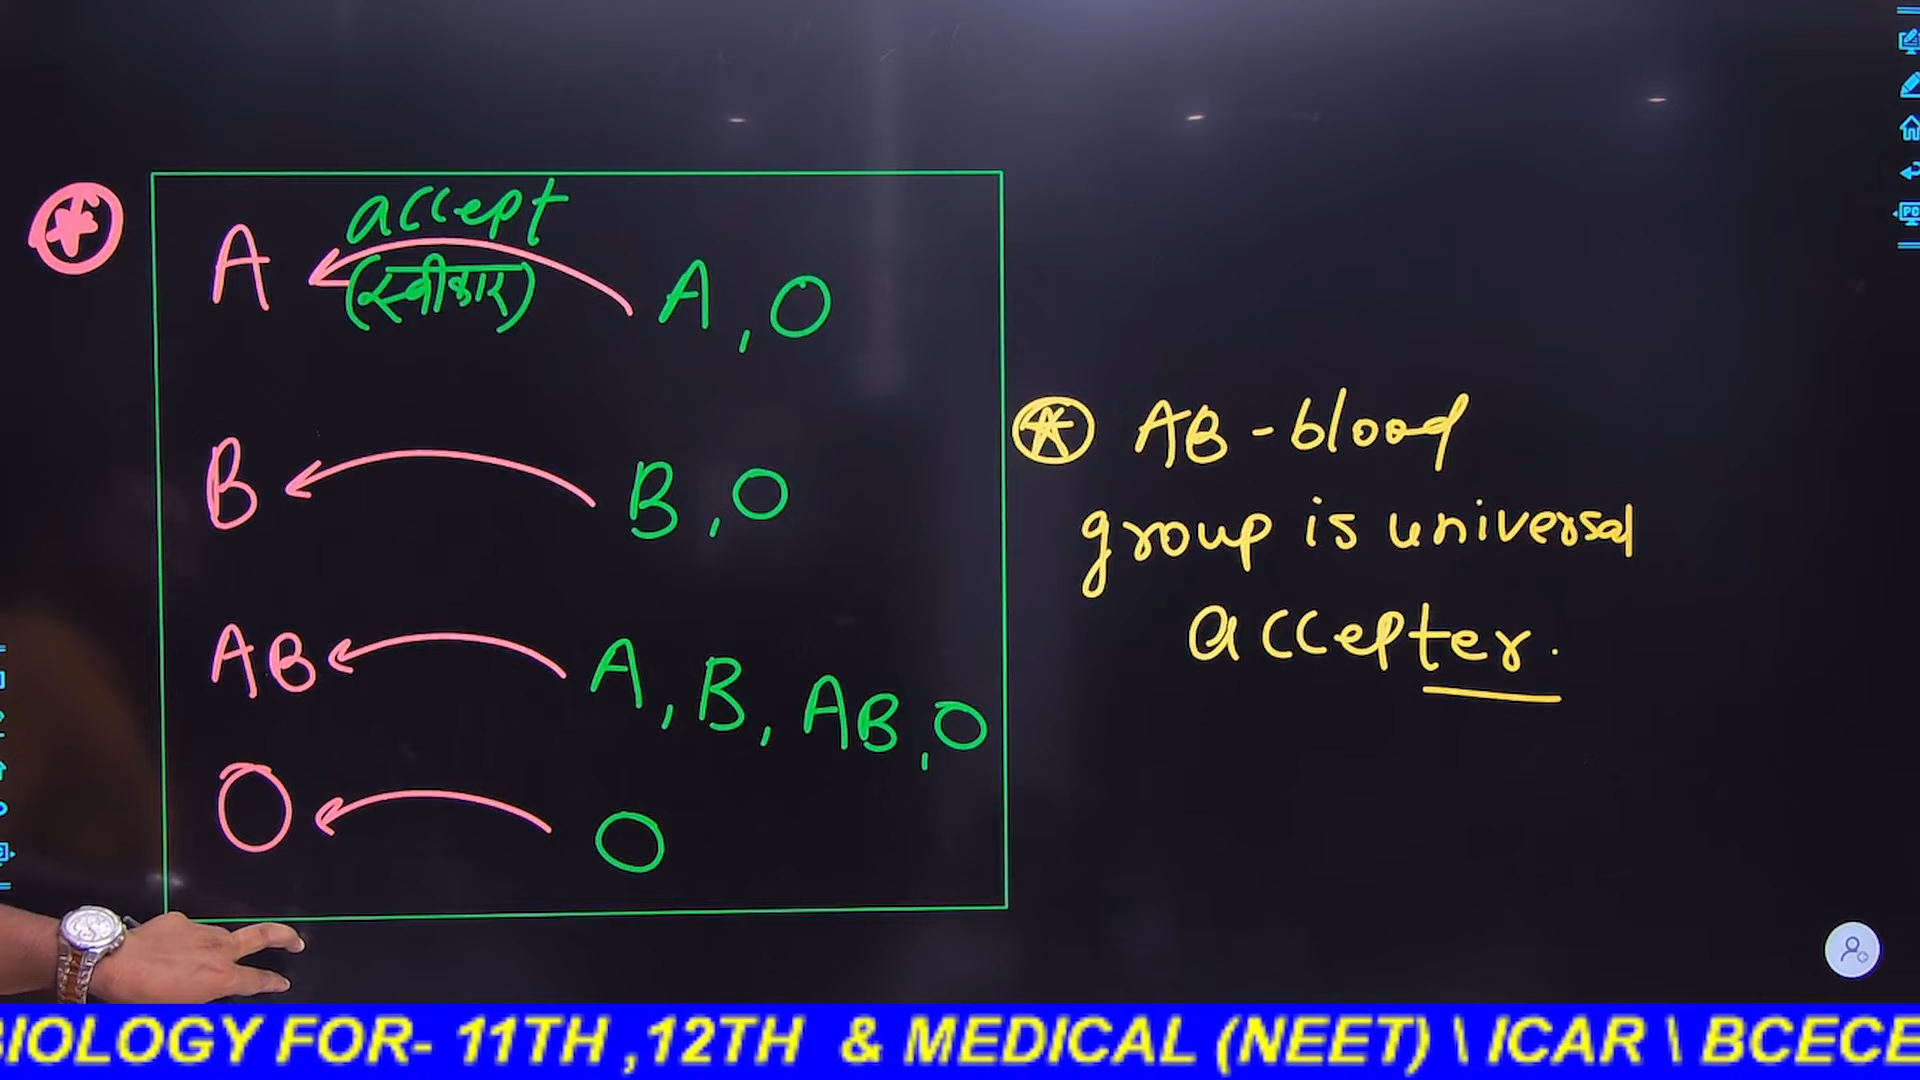 accept
A (स्वीकार) A, O
B B, O
AB A, B, AB, O
O O
AB - blood
group is universal
accepter.
BIOLOGY FOR- 11TH ,12TH & MEDICAL (NEET) \ ICAR \ BCECE